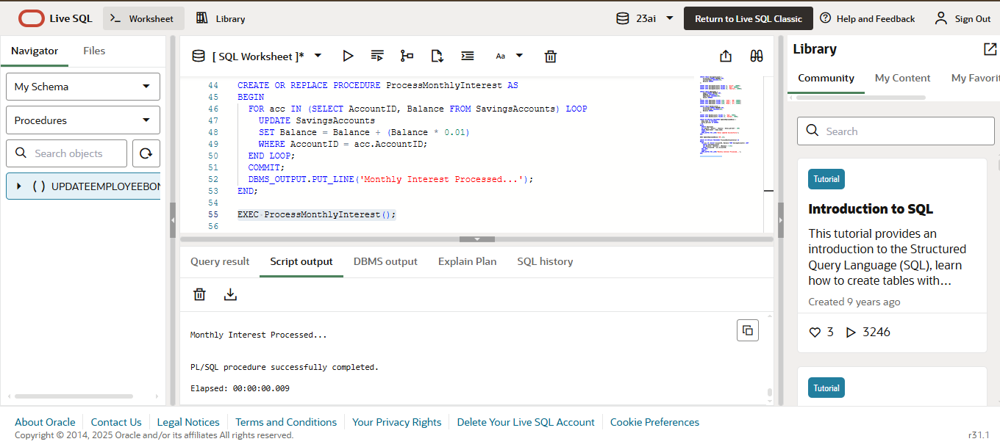 Live SQL
Worksheet
Library
23ai
Return to Live SQL Classic
Help and Feedback
Sign Out
Navigator
Files
My Schema
Procedures
Search objects
( ) UPDATEEMPLOYEEBON
[ SQL Worksheet ]*
Aa
44 CREATE OR REPLACE PROCEDURE ProcessMonthlyInterest AS
45 BEGIN
46 FOR acc IN (SELECT AccountID, Balance FROM SavingsAccounts) LOOP
47 UPDATE SavingsAccounts
48 SET Balance = Balance + (Balance * 0.01)
49 WHERE AccountID = acc.AccountID;
50 END LOOP;
51 COMMIT;
52 DBMS_OUTPUT.PUT_LINE('Monthly Interest Processed...');
53 END;
54
55 EXEC ProcessMonthlyInterest();
56
Query result
Script output
DBMS output
Explain Plan
SQL history
Monthly Interest Processed...
PL/SQL procedure successfully completed.
Elapsed: 00:00:00.009
Library
Community
My Content
My Favorit
Search
Tutorial
Introduction to SQL
This tutorial provides an
introduction to the Structured
Query Language (SQL), learn
how to create tables with...
Created 9 years ago
3
3246
Tutorial
About Oracle
Contact Us
Legal Notices
Terms and Conditions
Your Privacy Rights
Delete Your Live SQL Account
Cookie Preferences
Copyright © 2014, 2025 Oracle and/or its affiliates All rights reserved.
r31.1